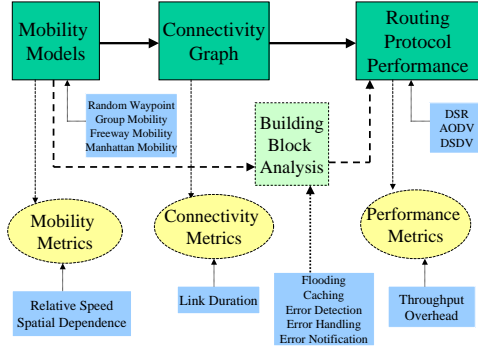 Mobility
Models
Connectivity
Graph
Routing
Protocol
Performance
Random Waypoint
Group Mobility
Freeway Mobility
Manhattan Mobility
Building
Block
Analysis
DSR
AODV
DSDV
Mobility
Metrics
Connectivity
Metrics
Performance
Metrics
Relative Speed
Spatial Dependence
Link Duration
Flooding
Caching
Error Detection
Error Handling
Error Notification
Throughput
Overhead